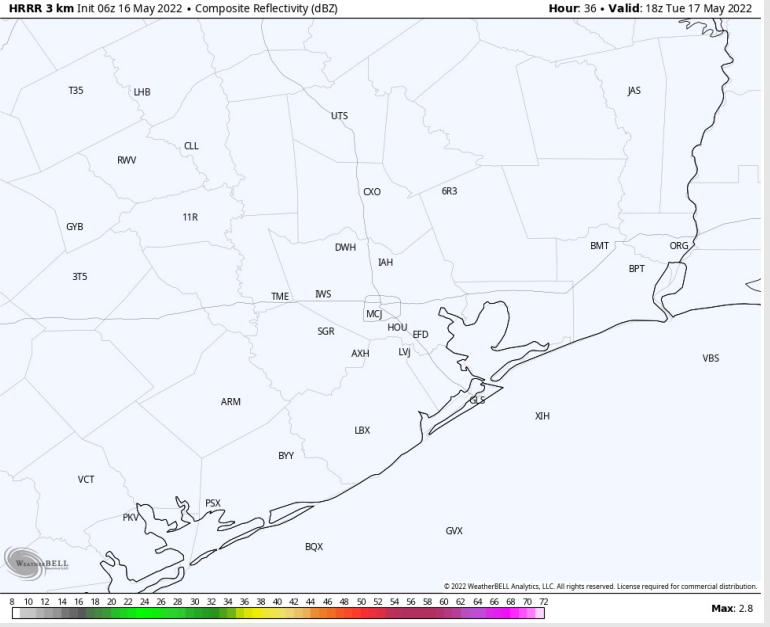 HRRR 3 km Init 06z 16 May 2022 • Composite Reflectivity (dBZ) Hour: 36 • Valid: 18z Tue 17 May 2022
T35 LHB JAS
UTS
CLL
RWV
CXO 6R3
11R
GYB
DWH BMT ORG
IAH
BPT
3T5
TME IWS
MCJ
SGR HOU EFD
AXH LVJ
VBS
ARM GLS
XIH
LBX
BYY
VCT
PSX
PKV
GVX
BQX
WEATHERBELL
© 2022 WeatherBELL Analytics, LLC. All rights reserved. License required for commercial distribution.
8 10 12 14 16 18 20 22 24 26 28 30 32 34 36 38 40 42 44 46 48 50 52 54 56 58 60 62 64 66 68 70 72
Max: 2.8